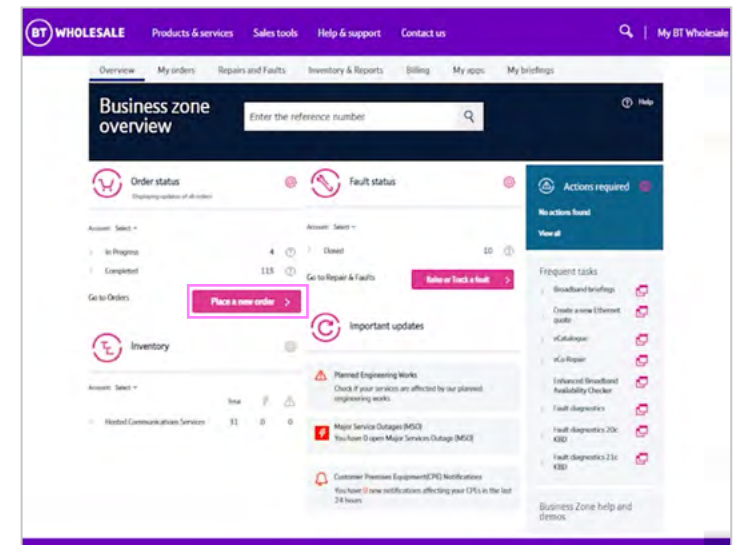 BT WHOLESALE Products & services Sales tools Help & support Contact us My BT Wholesale
Overview My orders Repairs and Faults Inventory & Reports Billing My apps My briefings
Business zone
overview
Enter the reference number
Help
Order status
Displaying updates of all orders
Account Select
In Progress 4
Completed 113
Go to Orders
Place a new order
Inventory
Account Select
Total
Hosted Communications Services 31 0 0
Fault status
Account Select
Closed 10
Go to Repair & Faults
Raise or Track a fault
Important updates
Planned Engineering Works
Check if your services are affected by our planned
engineering works
Major Service Outages (MSO)
You have 0 open Major Services Outage (MSO)
Customer Premises Equipment(CPE) Notifications
You have 0 new notifications affecting your CPEs in the last
24 hours
Actions required
No actions found
View all
Frequent tasks
Broadband briefings
Create a new Ethernet
quote
eCatalogue
eCo Repair
Enhanced Broadband
Availability Checker
Fault diagnostics
Fault diagnostics 20c
KBD
Fault diagnostics 21c
KBD
Business Zone help and
demos